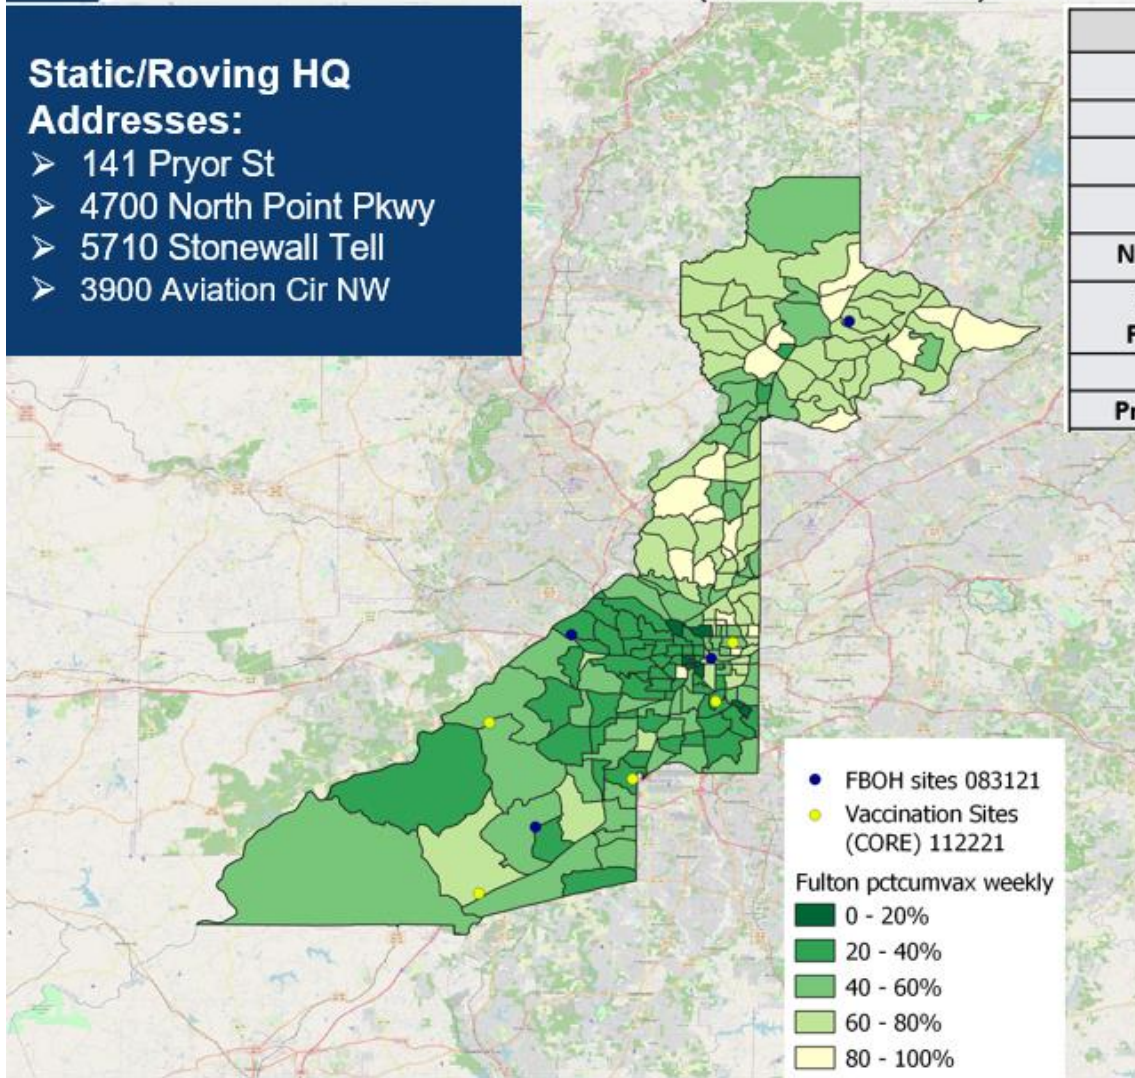 Static/Roving HQ
Addresses:
➢ 141 Pryor St
➢ 4700 North Point Pkwy
➢ 5710 Stonewall Tell
➢ 3900 Aviation Cir NW
N
F
Pr
FBOH sites 083121
Vaccination Sites
(CORE) 112221
Fulton pctcumvax weekly
0 - 20%
20 - 40%
40 - 60%
60 - 80%
80 - 100%